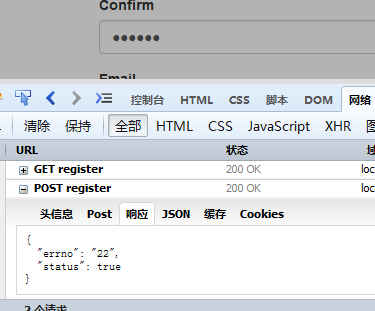 Confirm
••••••
Email
控制台 HTML CSS 脚本 DOM 网络
清除 保持 全部 HTML CSS JavaScript XHR
URL 状态 域
GET register 200 OK loc
POST register 200 OK loc
头信息 Post 响应 JSON 缓存 Cookies
{
"errno": "22",
"status": true
}
2 个请求